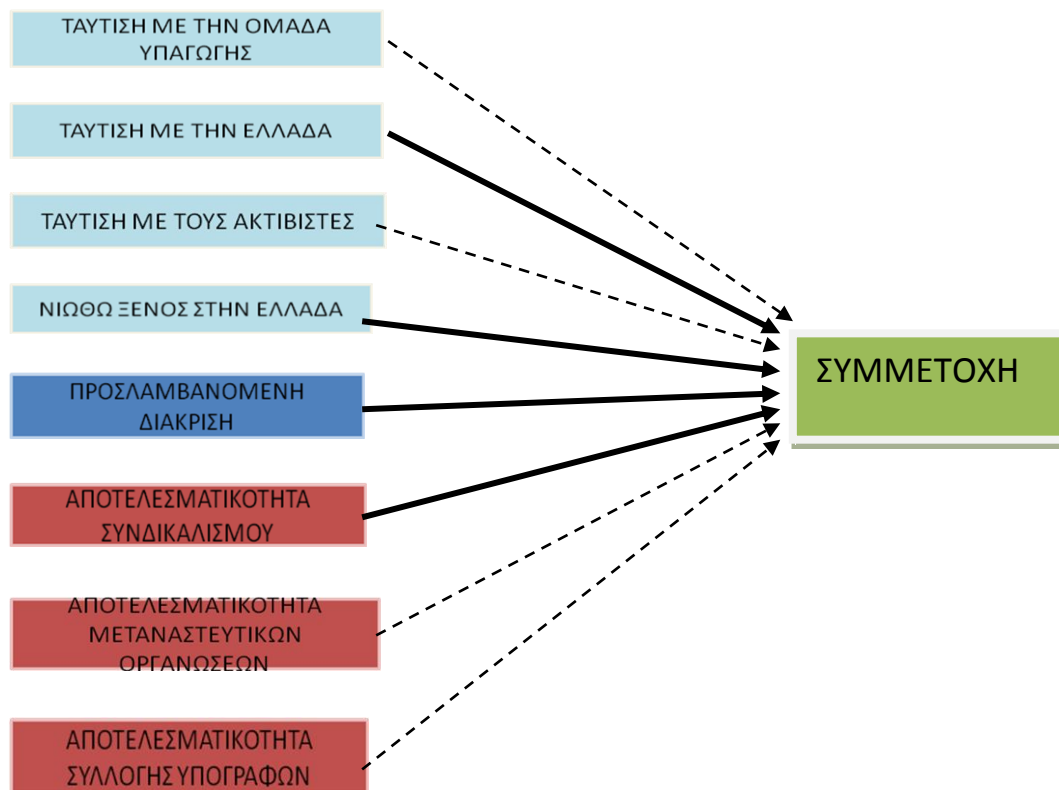 ΤΑΥΤΙΣΗ ΜΕ ΤΗΝ ΟΜΑΔΑ
ΥΠΑΓΩΓΗΣ
ΤΑΥΤΙΣΗ ΜΕ ΤΗΝ ΕΛΛΑΔΑ
ΤΑΥΤΙΣΗ ΜΕ ΤΟΥΣ ΑΚΤΙΒΙΣΤΕΣ
ΝΙΩΘΩ ΞΕΝΟΣ ΣΤΗΝ ΕΛΛΑΔΑ
ΠΡΟΣΛΑΜΒΑΝΟΜΕΝΗ
ΔΙΑΚΡΙΣΗ
ΑΠΟΤΕΛΕΣΜΑΤΙΚΟΤΗΤΑ
ΣΥΝΔΙΚΑΛΙΣΜΟΥ
ΑΠΟΤΕΛΕΣΜΑΤΙΚΟΤΗΤΑ
ΜΕΤΑΝΑΣΤΕΥΤΙΚΩΝ
ΟΡΓΑΝΩΣΕΩΝ
ΑΠΟΤΕΛΕΣΜΑΤΙΚΟΤΗΤΑ
ΣΥΛΛΟΓΗΣ ΥΠΟΓΡΑΦΩΝ
ΣΥΜΜΕΤΟΧΗ